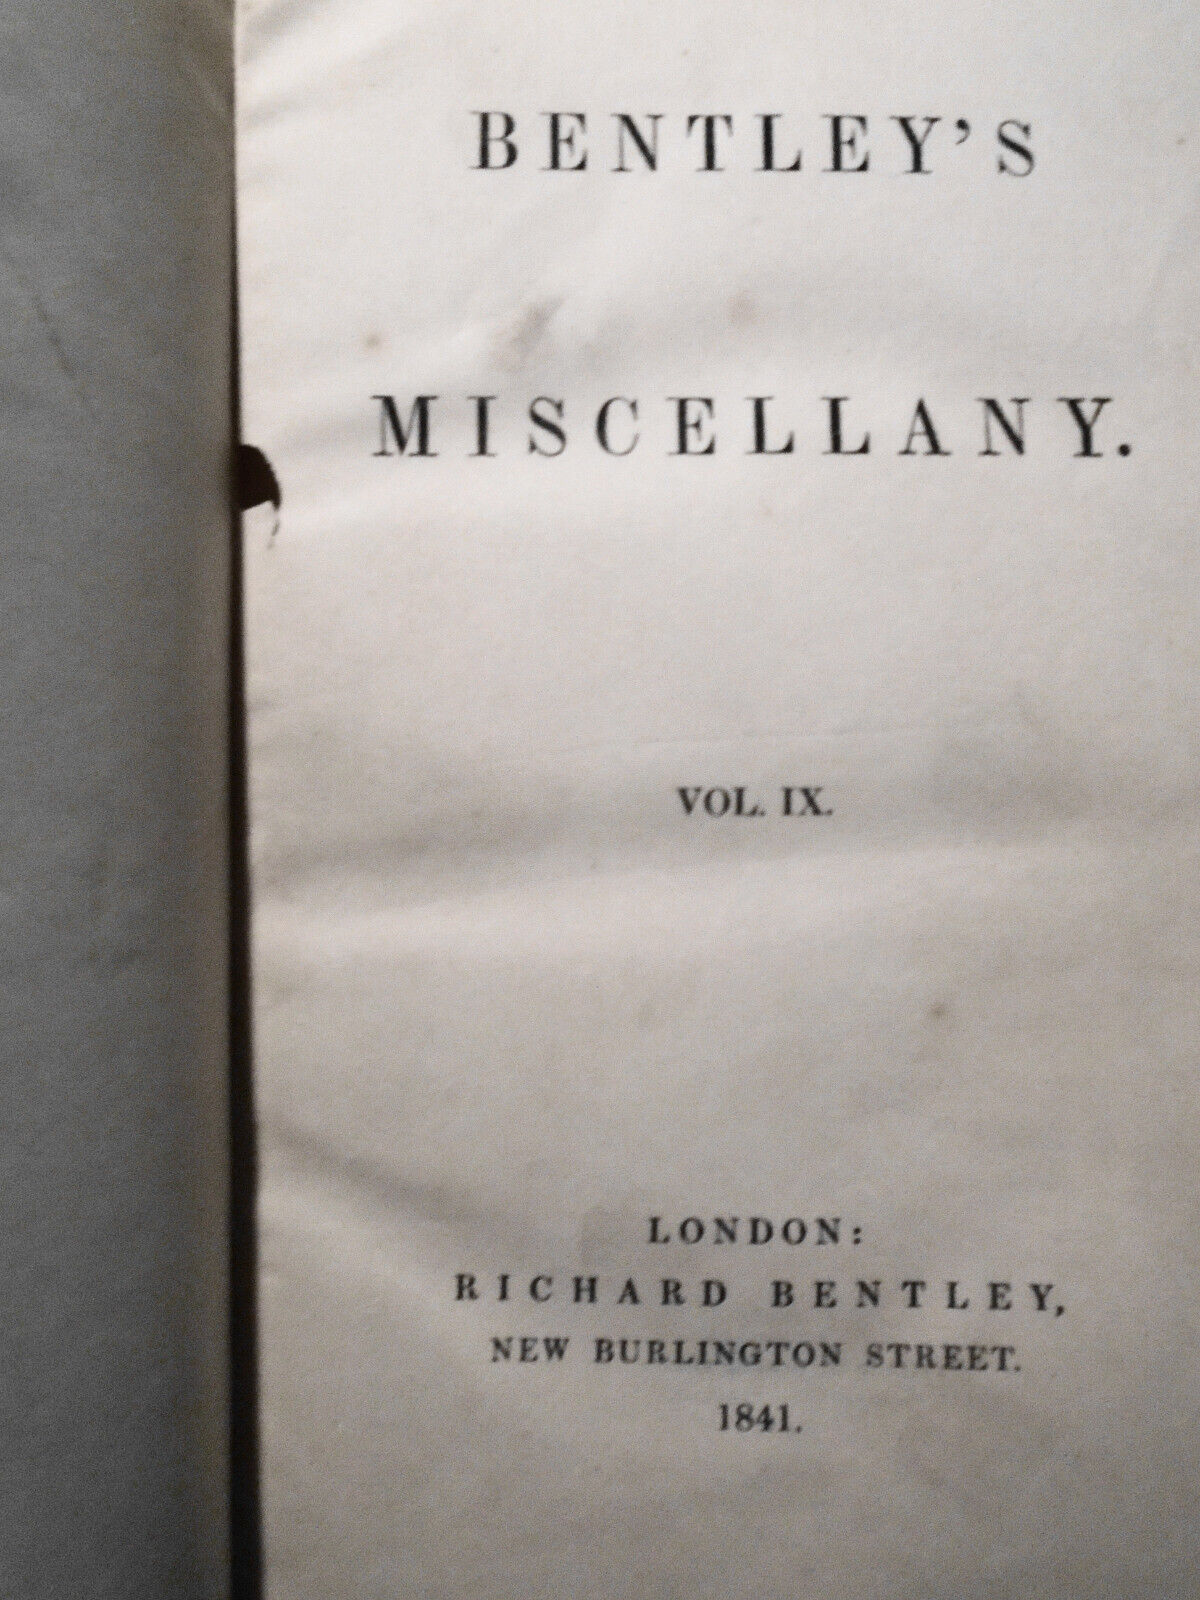 BENTLEY'S
MISCELLANY.
VOL. IX.
LONDON:
RICHARD BENTLEY,
NEW BURLINGTON STREET.
1841.